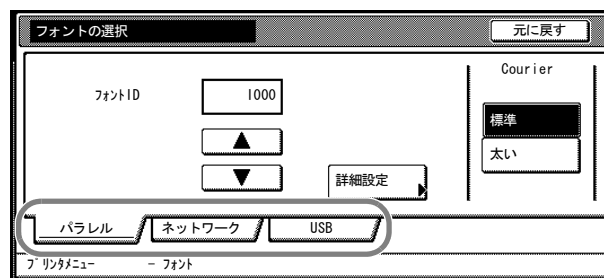 フォントの選択
元に戻す
Courier
フォントID
I000
標準
太い
詳細設定
パラレル
ネットワーク
USB
プリンタメニュー - フォント